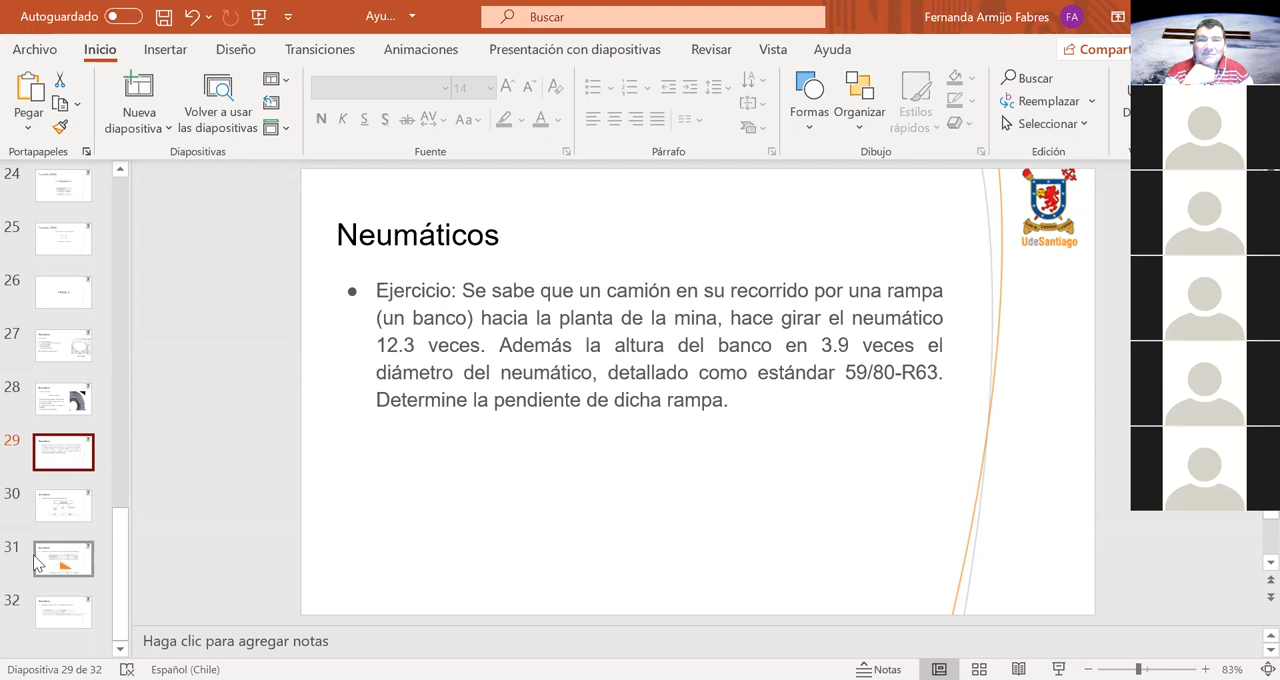 Autoguardado
Ayu...
Buscar
Fernanda Armijo Fabres
FA
Archivo
Inicio
Insertar
Diseño
Transiciones
Animaciones
Presentación con diapositivas
Revisar
Vista
Ayuda
Compart
Pegar
Nueva
diapositiva
Volver a usar
las diapositivas
14
N K S S ab AV Aa A
Formas
Organizar
Estilos
rápidos
Buscar
Reemplazar
Seleccionar
D
Portapapeles
Diapositivas
Fuente
Párrafo
Dibujo
Edición
24
25
26
27
28
29
30
31
32
Neumáticos
UdeSantiago
● Ejercicio: Se sabe que un camión en su recorrido por una rampa
(un banco) hacia la planta de la mina, hace girar el neumático
12.3 veces. Además la altura del banco en 3.9 veces el
diámetro del neumático, detallado como estándar 59/80-R63.
Determine la pendiente de dicha rampa.
Haga clic para agregar notas
Diapositiva 29 de 32
Español (Chile)
Notas
83%